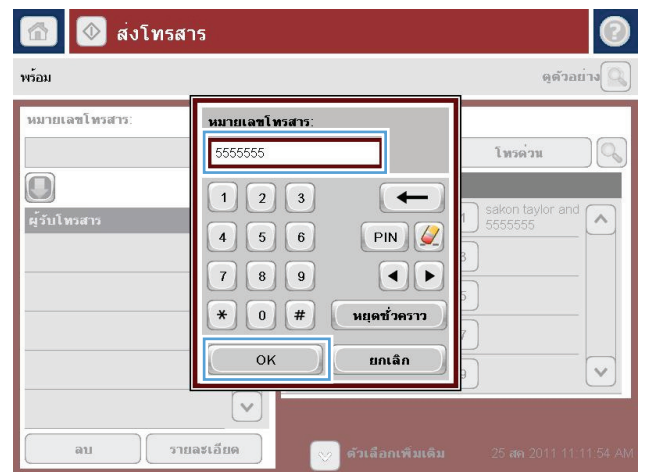 ส่งโทรสาร
พร้อม
ดูตัวอย่าง
หมายเลขโทรสาร:
หมายเลขโทรสาร:
5555555
โทรด่วน
1 2 3
ผู้รับโทรสาร
1 sakon taylor and
5555555
4 5 6 PIN
3
7 8 9
5
* 0 # หยุดชั่วคราว
7
OK ยกเลิก
9
ลบ รายละเอียด
ตัวเลือกเพิ่มเติม 25 สค 2011 11:11:54 AM